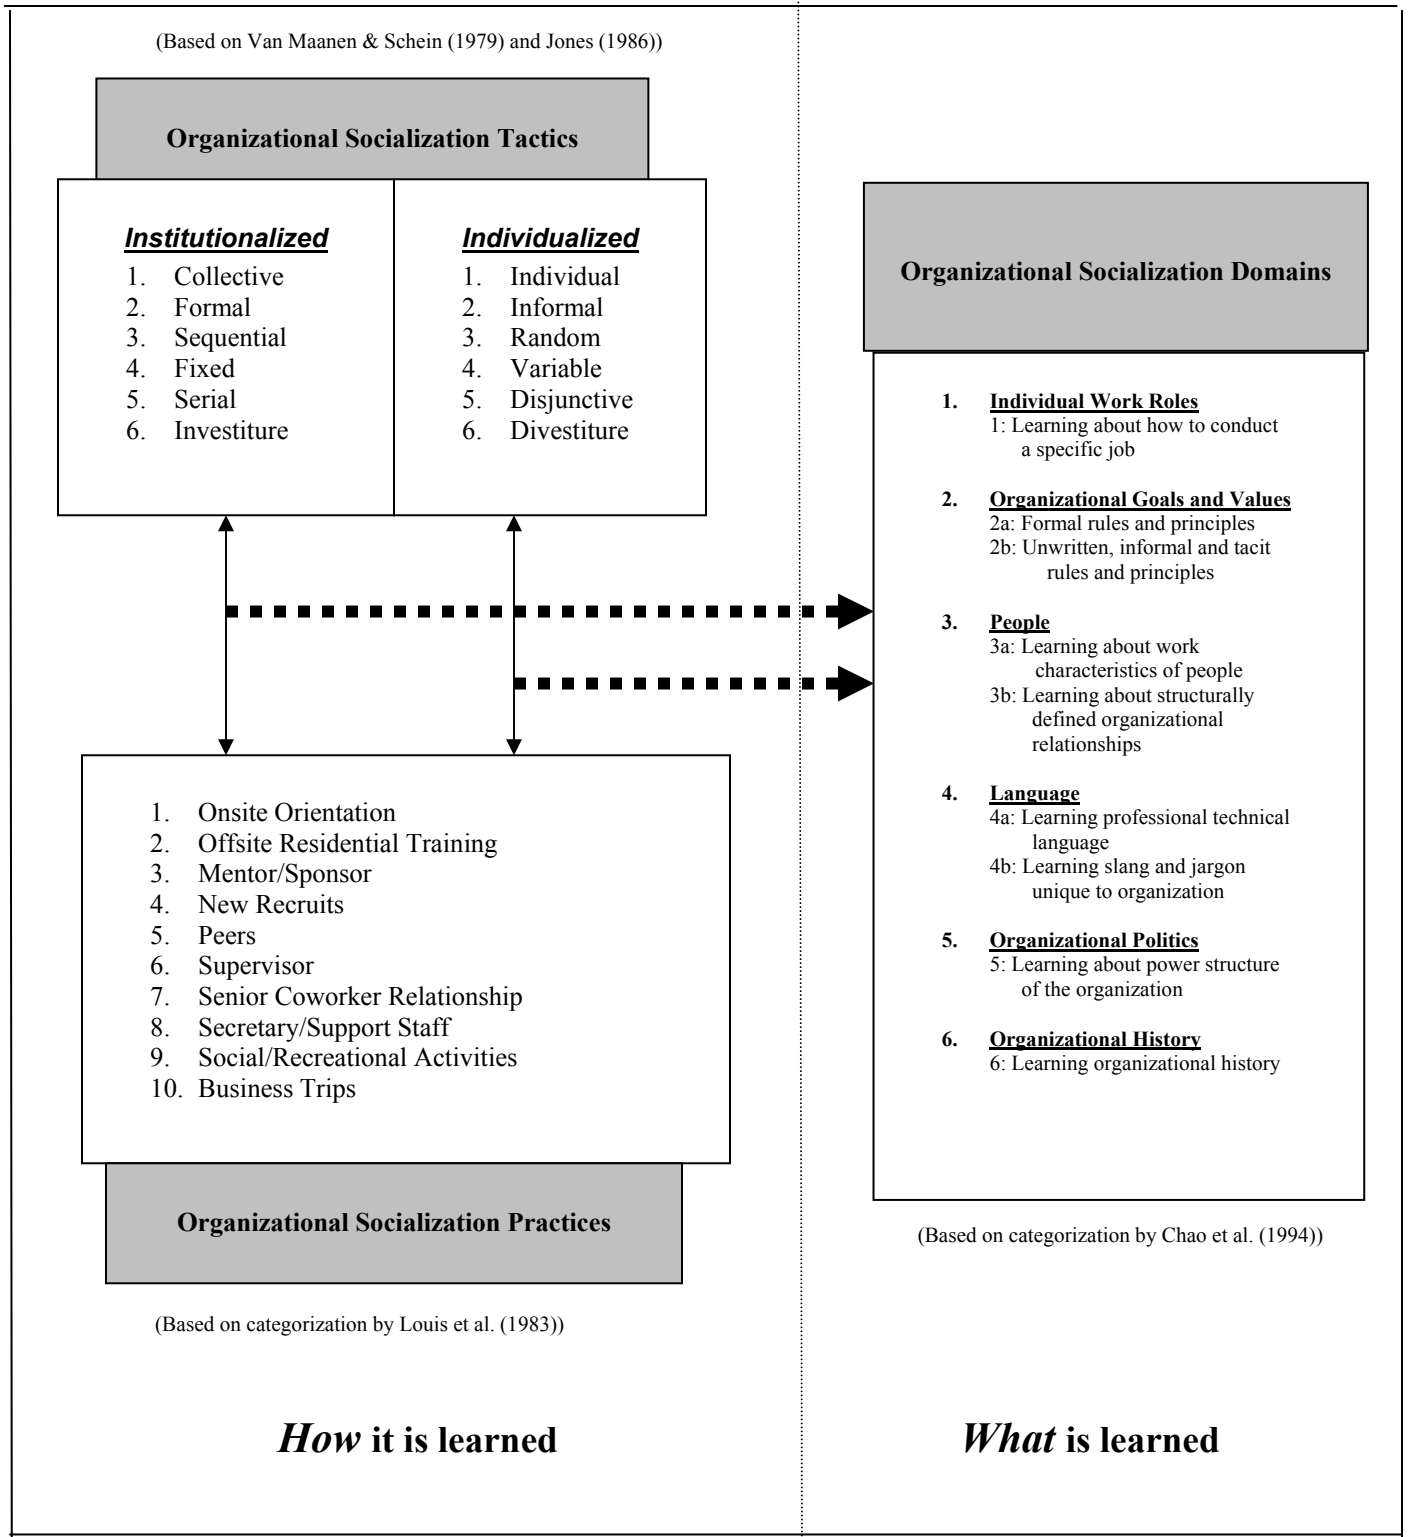 (Based on Van Maanen & Schein (1979) and Jones (1986))
Organizational Socialization Tactics
Institutionalized
1. Collective
2. Formal
3. Sequential
4. Fixed
5. Serial
6. Investiture
Individualized
1. Individual
2. Informal
3. Random
4. Variable
5. Disjunctive
6. Divestiture
1. Onsite Orientation
2. Offsite Residential Training
3. Mentor/Sponsor
4. New Recruits
5. Peers
6. Supervisor
7. Senior Coworker Relationship
8. Secretary/Support Staff
9. Social/Recreational Activities
10. Business Trips
Organizational Socialization Practices
(Based on categorization by Louis et al. (1983))
How it is learned
Organizational Socialization Domains
1. Individual Work Roles
1: Learning about how to conduct
a specific job
2. Organizational Goals and Values
2a: Formal rules and principles
2b: Unwritten, informal and tacit
rules and principles
3. People
3a: Learning about work
characteristics of people
3b: Learning about structurally
defined organizational
relationships
4. Language
4a: Learning professional technical
language
4b: Learning slang and jargon
unique to organization
5. Organizational Politics
5: Learning about power structure
of the organization
6. Organizational History
6: Learning organizational history
(Based on categorization by Chao et al. (1994))
What is learned